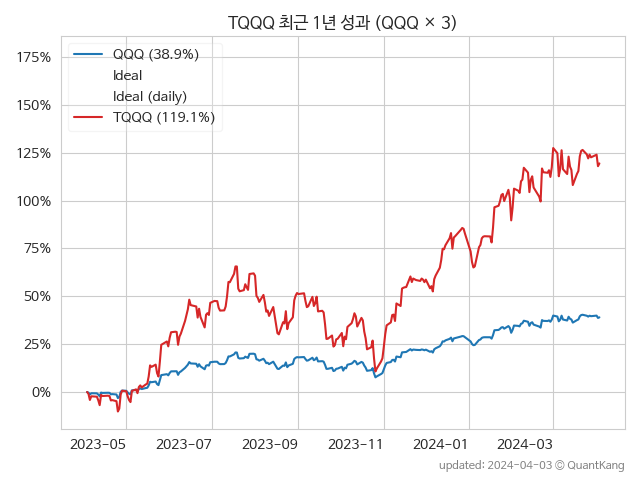 TQQQ 최근 1년 성과 (QQQ × 3)
QQQ (38.9%)
Ideal
Ideal (daily)
TQQQ (119.1%)
175%
150%
125%
100%
75%
50%
25%
0%
2023−05 2023−07 2023−09 2023−11 2024−01 2024−03
updated: 2024−04−03 ⓒ QuantKang